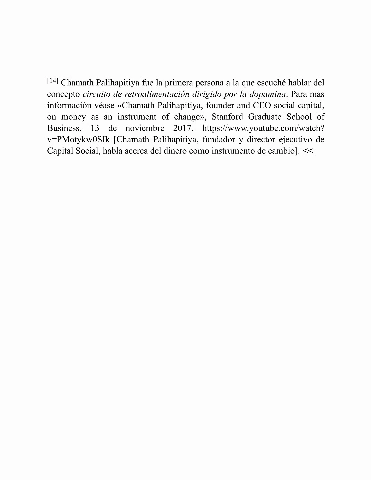 Chamath Palihapitiya fue la primera persona a la que escuché hablar del
concepto circuito de retroalimentación dirigido por la dopamina. Para más
información véase «Chamath Palihapitiya, founder and CEO social capital,
on money as an instrument of change», Stanford Graduate School of
Business, 13 de noviembre 2017, https://www.youtube.com/watch?
[Chamath Palihapitiya, fundador y director ejecutivo de
Capital Social, habla acerca del dinero como instrumento de cambio]. <<